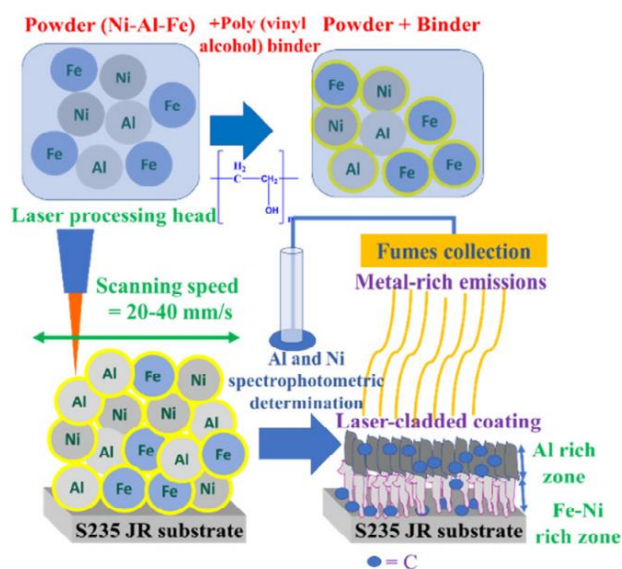 Powder (Ni-Al-Fe)
+Poly (vinyl
alcohol) binder
Powder + Binder
Fe
Ni
Fe
Ni
Al
Fe
Al
Fe
H2
C
CH2
OH
n
Fe
Ni
Ni
Al
Fe
Al
Fe
Fe
Laser processing head
Scanning speed
= 20-40 mm/s
Fumes collection
Metal-rich emissions
Al and Ni
spectrophotometric
determination
Laser-cladded coating
Al
Fe
Ni
Al
Ni
Ni
Al
Ni
Al
Fe
Al
Fe
Al
Fe
Fe
Ni
S235 JR substrate
Al rich
zone
Fe-Ni
rich zone
S235 JR substrate
= C